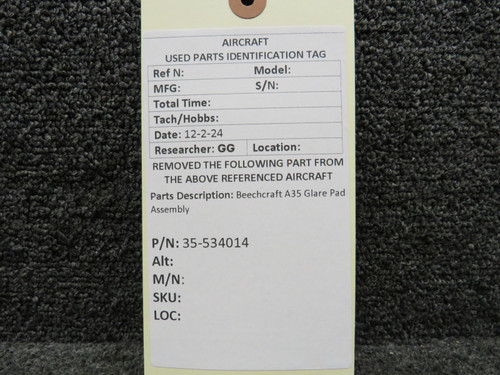 AIRCRAFT
USED PARTS IDENTIFICATION TAG
Ref N: Model:
MFG: S/N:
Total Time:
Tach/Hobbs:
Date: 12-2-24
Researcher: GG Location:
REMOVED THE FOLLOWING PART FROM
THE ABOVE REFERENCED AIRCRAFT
Parts Description: Beechcraft A35 Glare Pad
Assembly
P/N: 35-534014
Alt:
M/N:
SKU:
LOC: